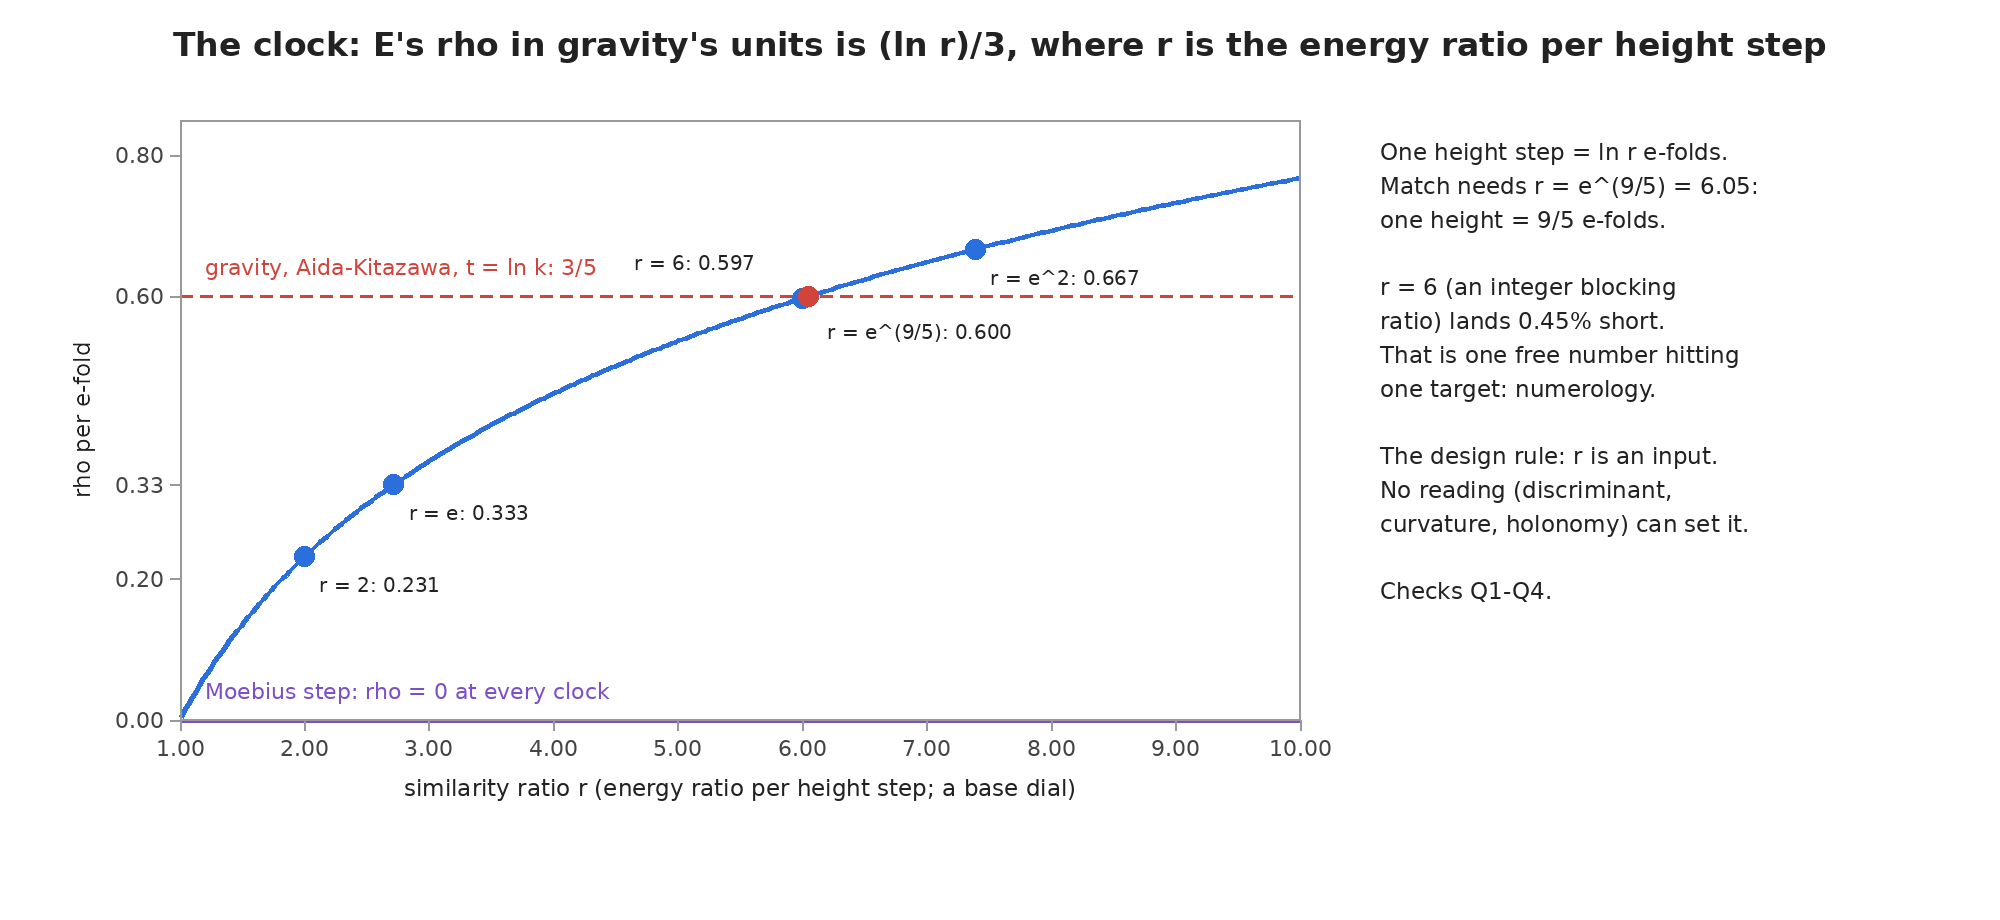 The clock: E's rho in gravity's units is (ln r)/3, where r is the energy ratio per height step
rho per e-fold
0.80
0.60
0.33
0.20
0.00
gravity, Aida-Kitazawa, t = ln k: 3/5
r = 6: 0.597
r = e^2: 0.667
r = e^(9/5): 0.600
r = e: 0.333
r = 2: 0.231
Moebius step: rho = 0 at every clock
1.00 2.00 3.00 4.00 5.00 6.00 7.00 8.00 9.00 10.00
similarity ratio r (energy ratio per height step; a base dial)
One height step = ln r e-folds.
Match needs r = e^(9/5) = 6.05:
one height = 9/5 e-folds.
r = 6 (an integer blocking
ratio) lands 0.45% short.
That is one free number hitting
one target: numerology.
The design rule: r is an input.
No reading (discriminant,
curvature, holonomy) can set it.
Checks Q1-Q4.